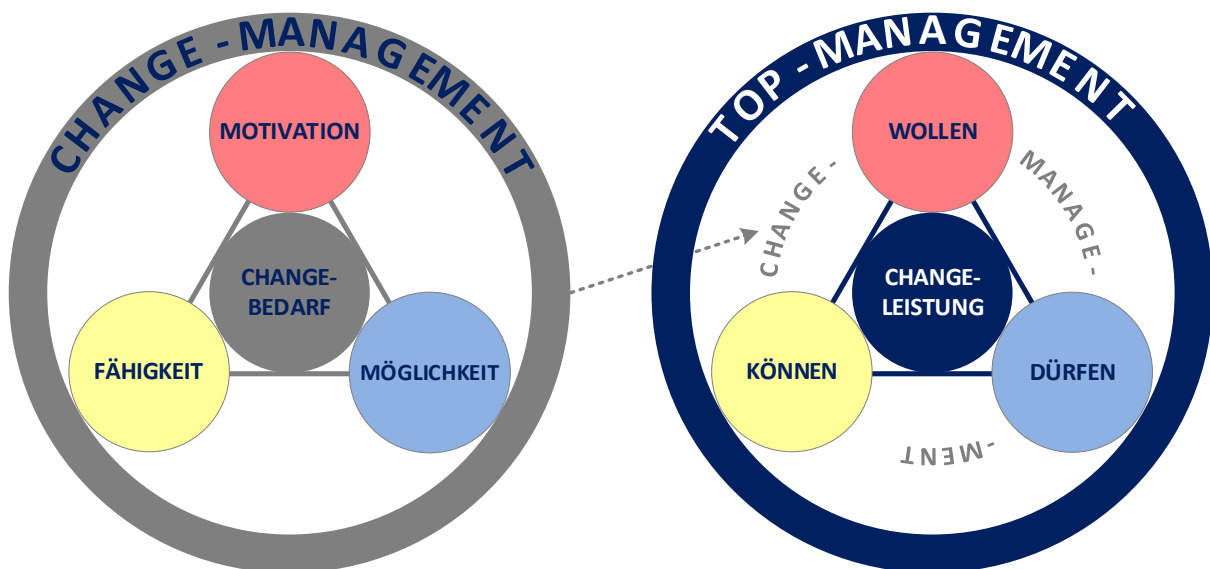 CHANGE - MANAGEMENT
MOTIVATION
CHANGE-
BEDARF
FÄHIGKEIT
MÖGLICHKEIT
TOP - MANAGEMENT
WOLLEN
CHANGE-
MANAGE-
-MENT
CHANGE-
LEISTUNG
KÖNNEN
DÜRFEN